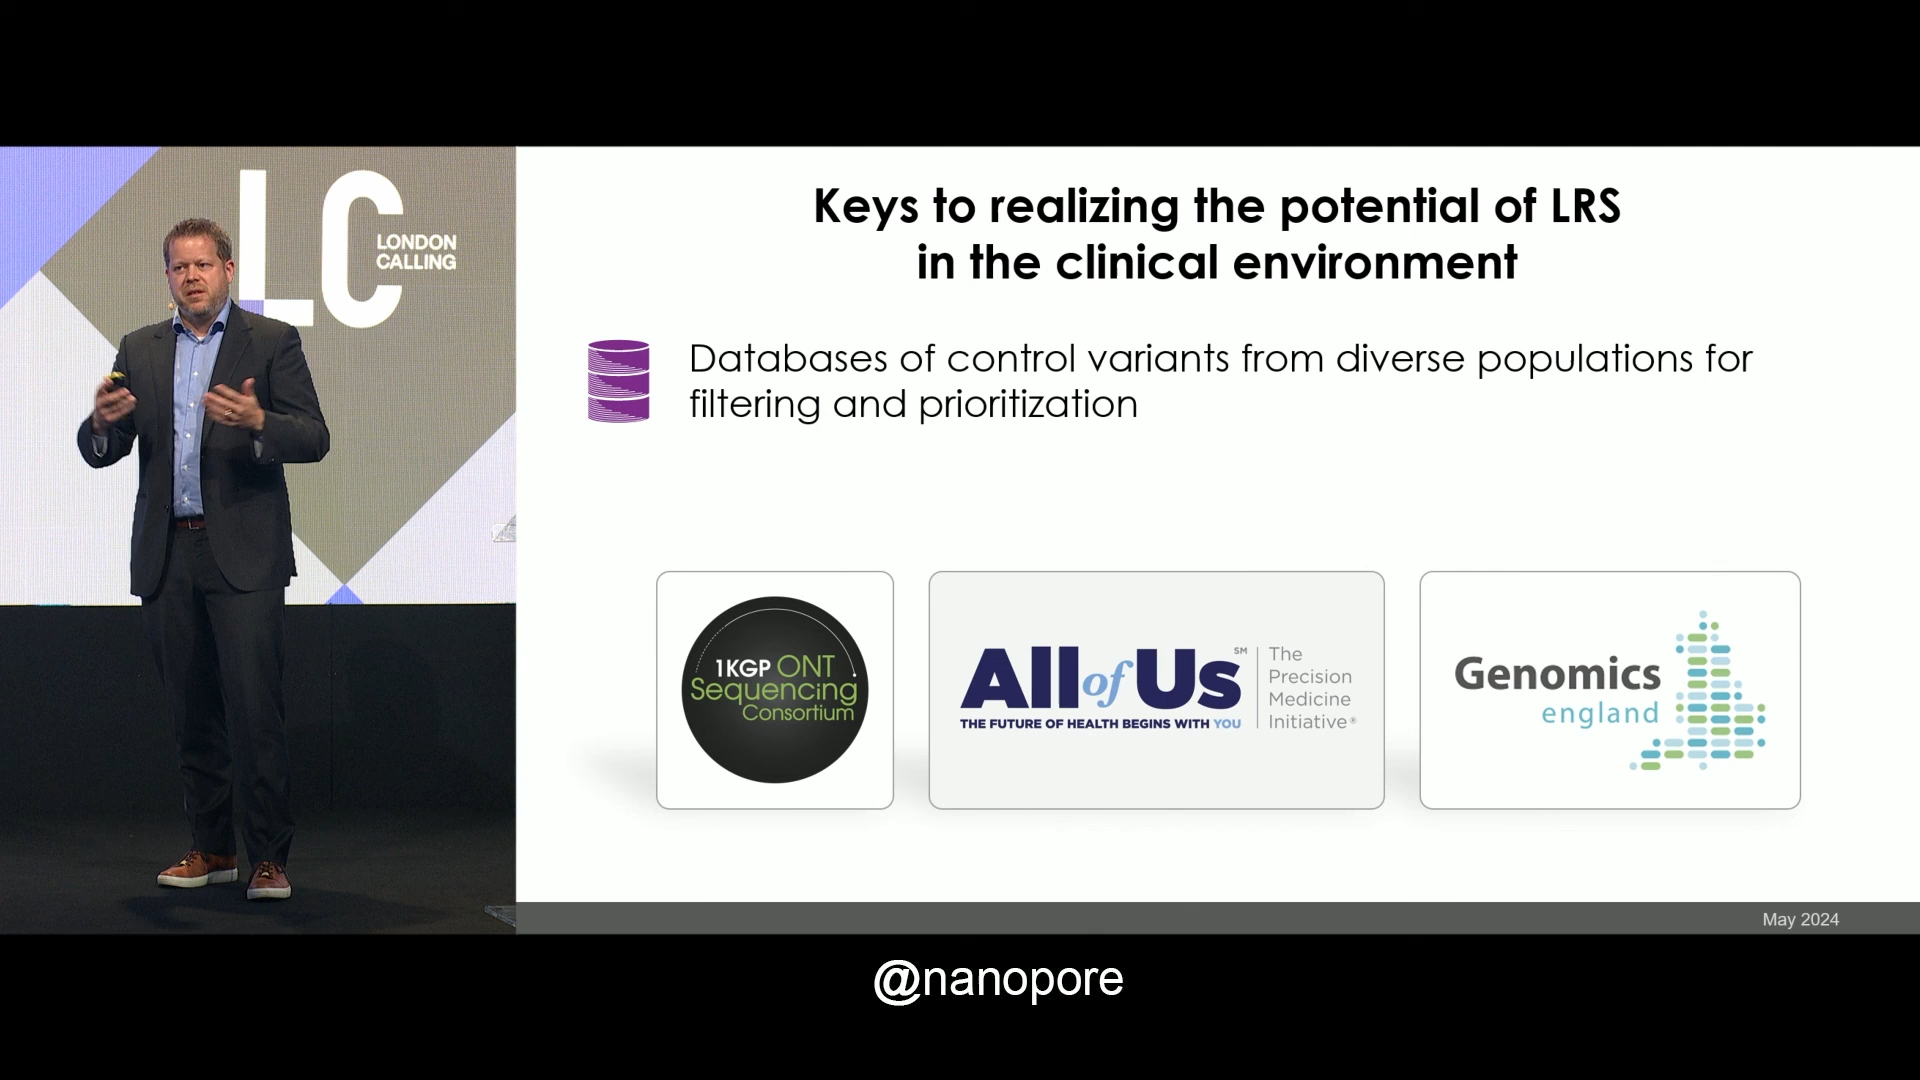 LC
LONDON
CALLING
Keys to realizing the potential of LRS
in the clinical environment
Databases of control variants from diverse populations for
filtering and prioritization
1KGP ONT
Sequencing
Consortium
All of Us℠
THE FUTURE OF HEALTH BEGINS WITH YOU
The
Precision
Medicine
Initiative®
Genomics
england
May 2024
@nanopore